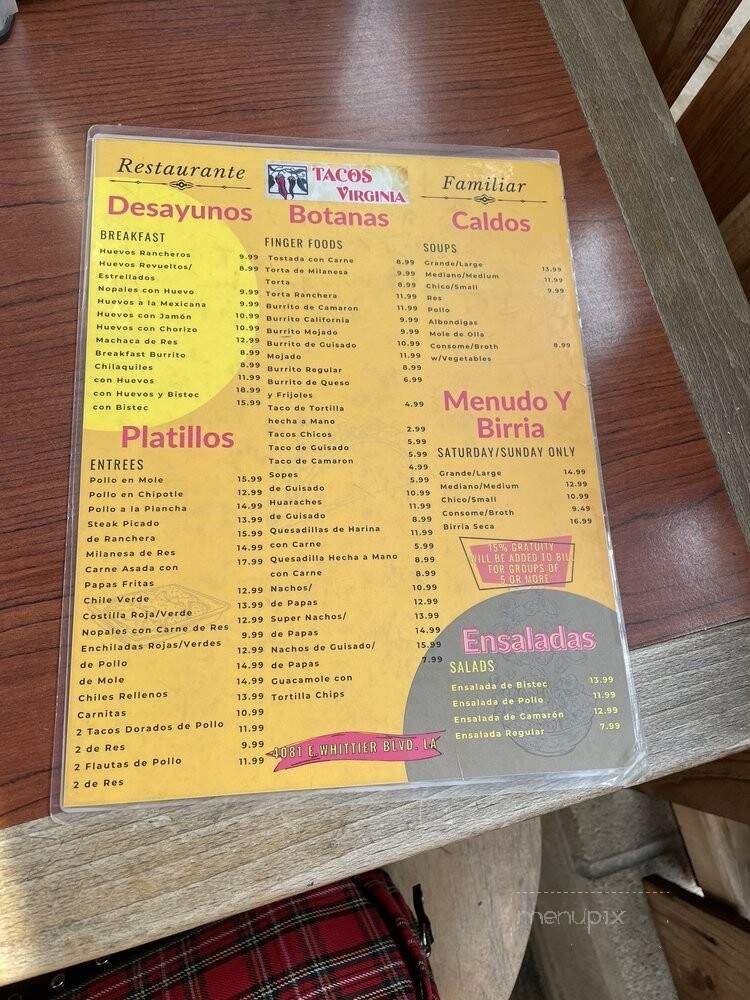 Restaurante
TACOS
VIRGINIA
Familiar
Desayunos
BREAKFAST
Huevos Rancheros 9.99
Huevos Revueltos/ 8.99
Estrellados
Nopales con Huevo 9.99
Huevos a la Mexicana 9.99
Huevos con Jamón 10.99
Huevos con Chorizo 10.99
Machaca de Res 12.99
Breakfast Burrito 8.99
Chilaquiles 8.99
con Huevos 11.99
con Huevos y Bistec 18.99
con Bistec 15.99
Platillos
ENTREES
Pollo en Mole 15.99
Pollo en Chipotle 12.99
Pollo a la Plancha 14.99
Steak Picado 13.99
de Ranchera 15.99
Milanesa de Res 14.99
Carne Asada con 17.99
Papas Fritas
Chile Verde 12.99
Costilla Roja/Verde 13.99
Nopales con Carne de Res 12.99
Enchiladas Rojas/Verdes 9.99
de Pollo 12.99
de Mole 14.99
Chiles Rellenos 14.99
Carnitas 13.99
2 Tacos Dorados de Pollo 10.99
2 de Res 11.99
2 Flautas de Pollo 9.99
2 de Res 11.99
Botanas
FINGER FOODS
Tostada con Carne 8.99
Torta de Milanesa 9.99
Torta 8.99
Torta Ranchera 11.99
Burrito de Camaron 11.99
Burrito California 9.99
Burrito Mojado 9.99
Burrito de Guisado 10.99
Mojado 11.99
Burrito Regular 8.99
Burrito de Queso 6.99
y Frijoles
Taco de Tortilla 4.99
hecha a Mano
Tacos Chicos 2.99
Taco de Guisado 5.99
Taco de Camaron 5.99
Sopes 4.99
de Guisado 5.99
Huaraches 10.99
de Guisado 11.99
Quesadillas de Harina 8.99
con Carne 11.99
Quesadilla Hecha a Mano 5.99
con Carne 8.99
Nachos/ 8.99
de Papas 10.99
Super Nachos/ 12.99
de Papas 13.99
Nachos de Guisado/ 14.99
de Papas 15.99
Guacamole con 7.99
Tortilla Chips
4081 E. WHITTIER BLVD. LA
Caldos
SOUPS
Grande/Large 13.99
Mediano/Medium 11.99
Chico/Small 9.99
Res
Pollo
Albondigas
Mole de Olla
Consome/Broth 8.99
w/Vegetables
Menudo Y
Birria
SATURDAY/SUNDAY ONLY
Grande/Large 14.99
Mediano/Medium 12.99
Chico/Small 10.99
Consome/Broth 9.49
Birria Seca 16.99
15% GRATUITY
WILL BE ADDED TO BILL
FOR GROUPS OF
5 OR MORE
Ensaladas
SALADS
Ensalada de Bistec 13.99
Ensalada de Pollo 11.99
Ensalada de Camarón 12.99
Ensalada Regular 7.99
menupix